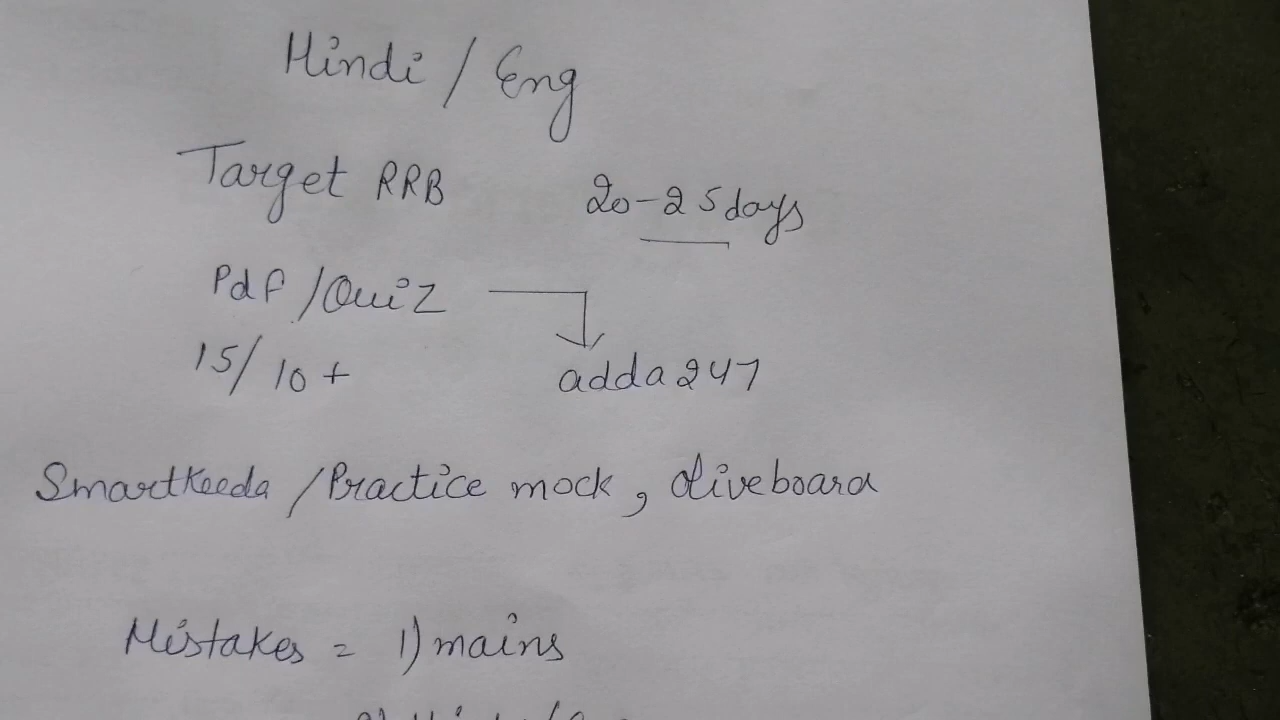 Hindi / Eng
Target RRB 20-25 days
Pdf / Quiz
15/10+ adda247
Smartkeeda / Practice mock, Oliveboard
Mistakes = 1) mains